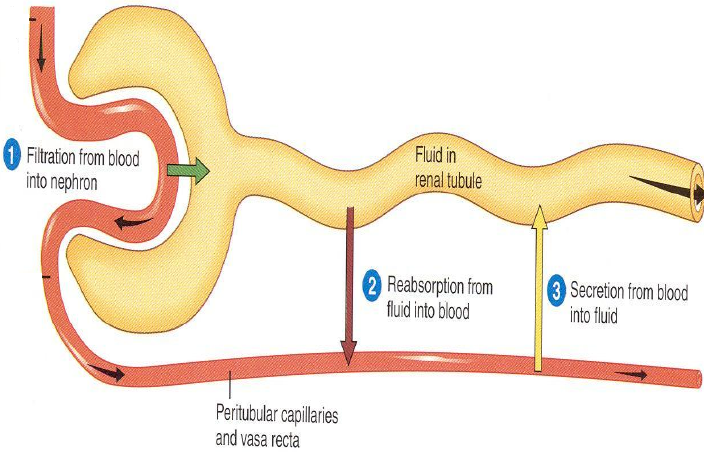 1 Filtration from blood
into nephron
Fluid in
renal tubule
2 Reabsorption from
fluid into blood
3 Secretion from blood
into fluid
Peritubular capillaries
and vasa recta